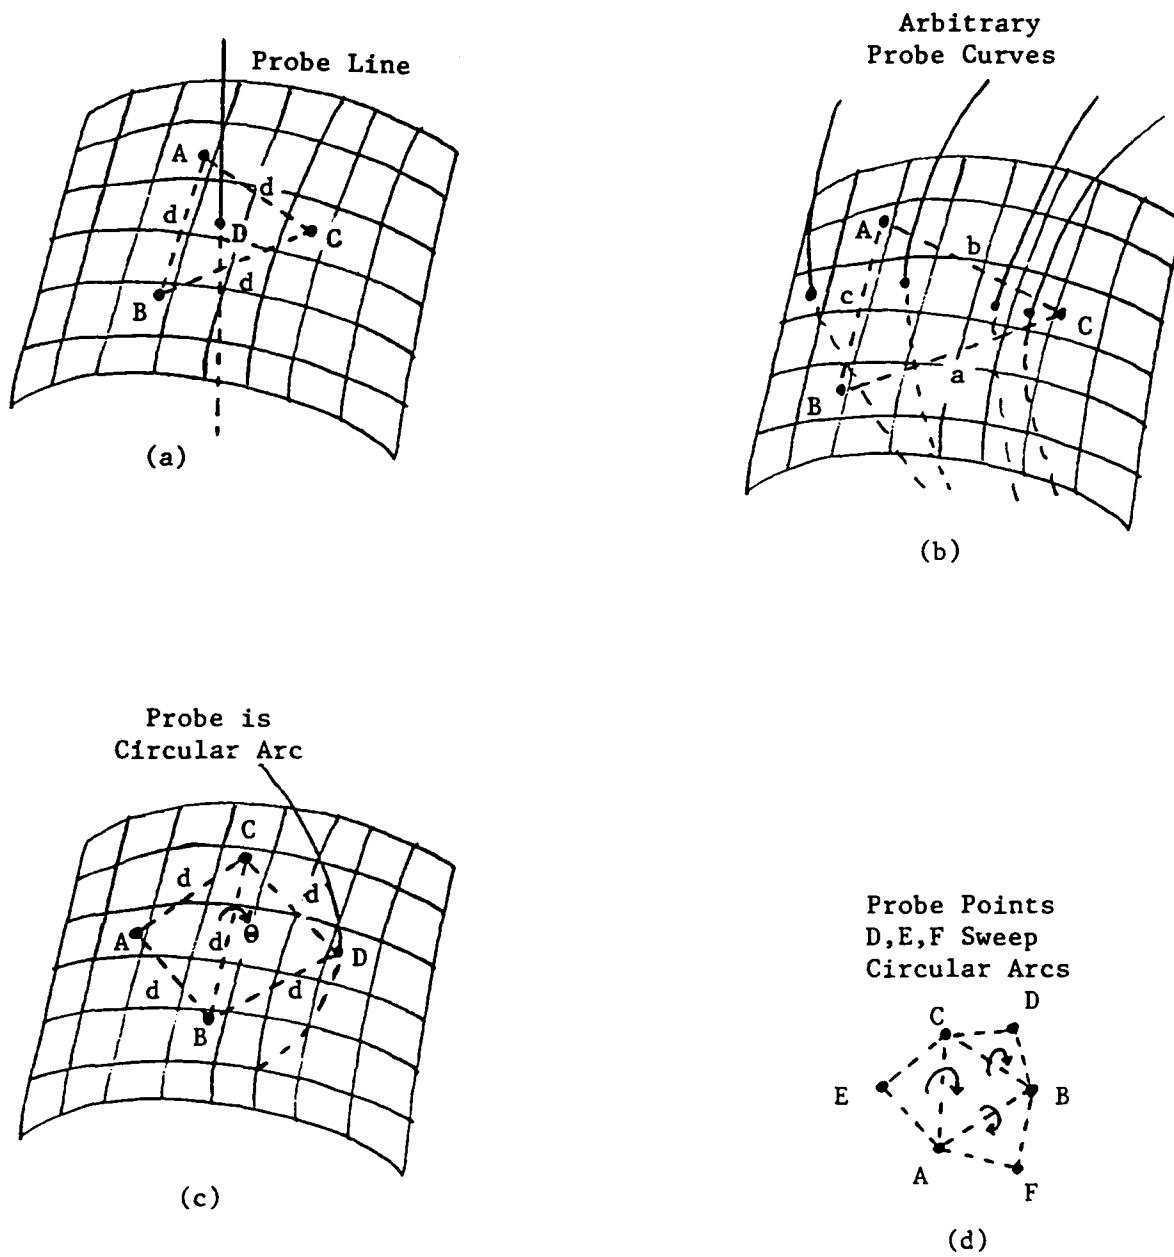 Probe Line
A
d
d
D
C
d
B
(a)
Arbitrary
Probe Curves
A
b
c
C
a
B
(b)
Probe is
Circular Arc
C
d
d
A
d
θ
D
d
d
B
(c)
Probe Points
D,E,F Sweep
Circular Arcs
D
C
E
B
A
F
(d)